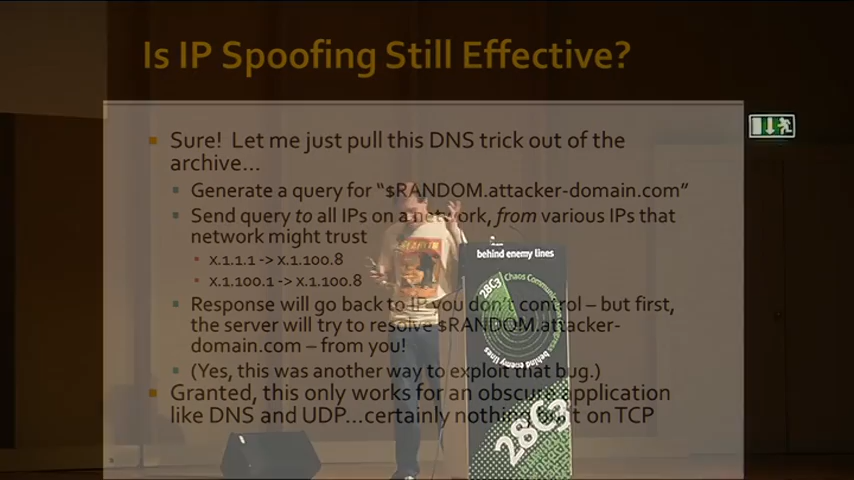 Is IP Spoofing Still Effective?
Sure! Let me just pull this DNS trick out of the
archive…
Generate a query for “$RANDOM.attacker-domain.com”
Send query to all IPs on a network, from various IPs that
network might trust
x.1.1.1 -> x.1.100.8
x.1.100.1 -> x.1.100.8
Response will go back to IP you don’t control – but first,
the server will try to resolve $RANDOM.attacker-
domain.com – from you!
(Yes, this was another way to exploit that bug.)
Granted, this only works for an obscure application
like DNS and UDP…certainly nothing built on TCP
behind enemy lines
28C3
behind enemy lines
28C3